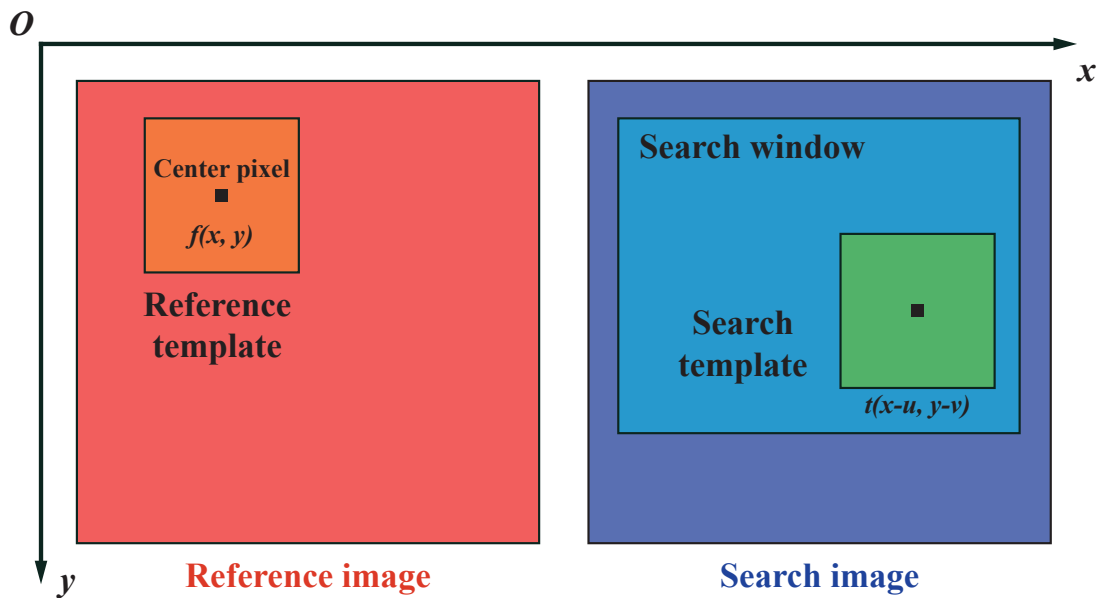 O
x
Search window
Center pixel
f(x, y)
Reference
template
Search
template
t(x-u, y-v)
y
Reference image
Search image